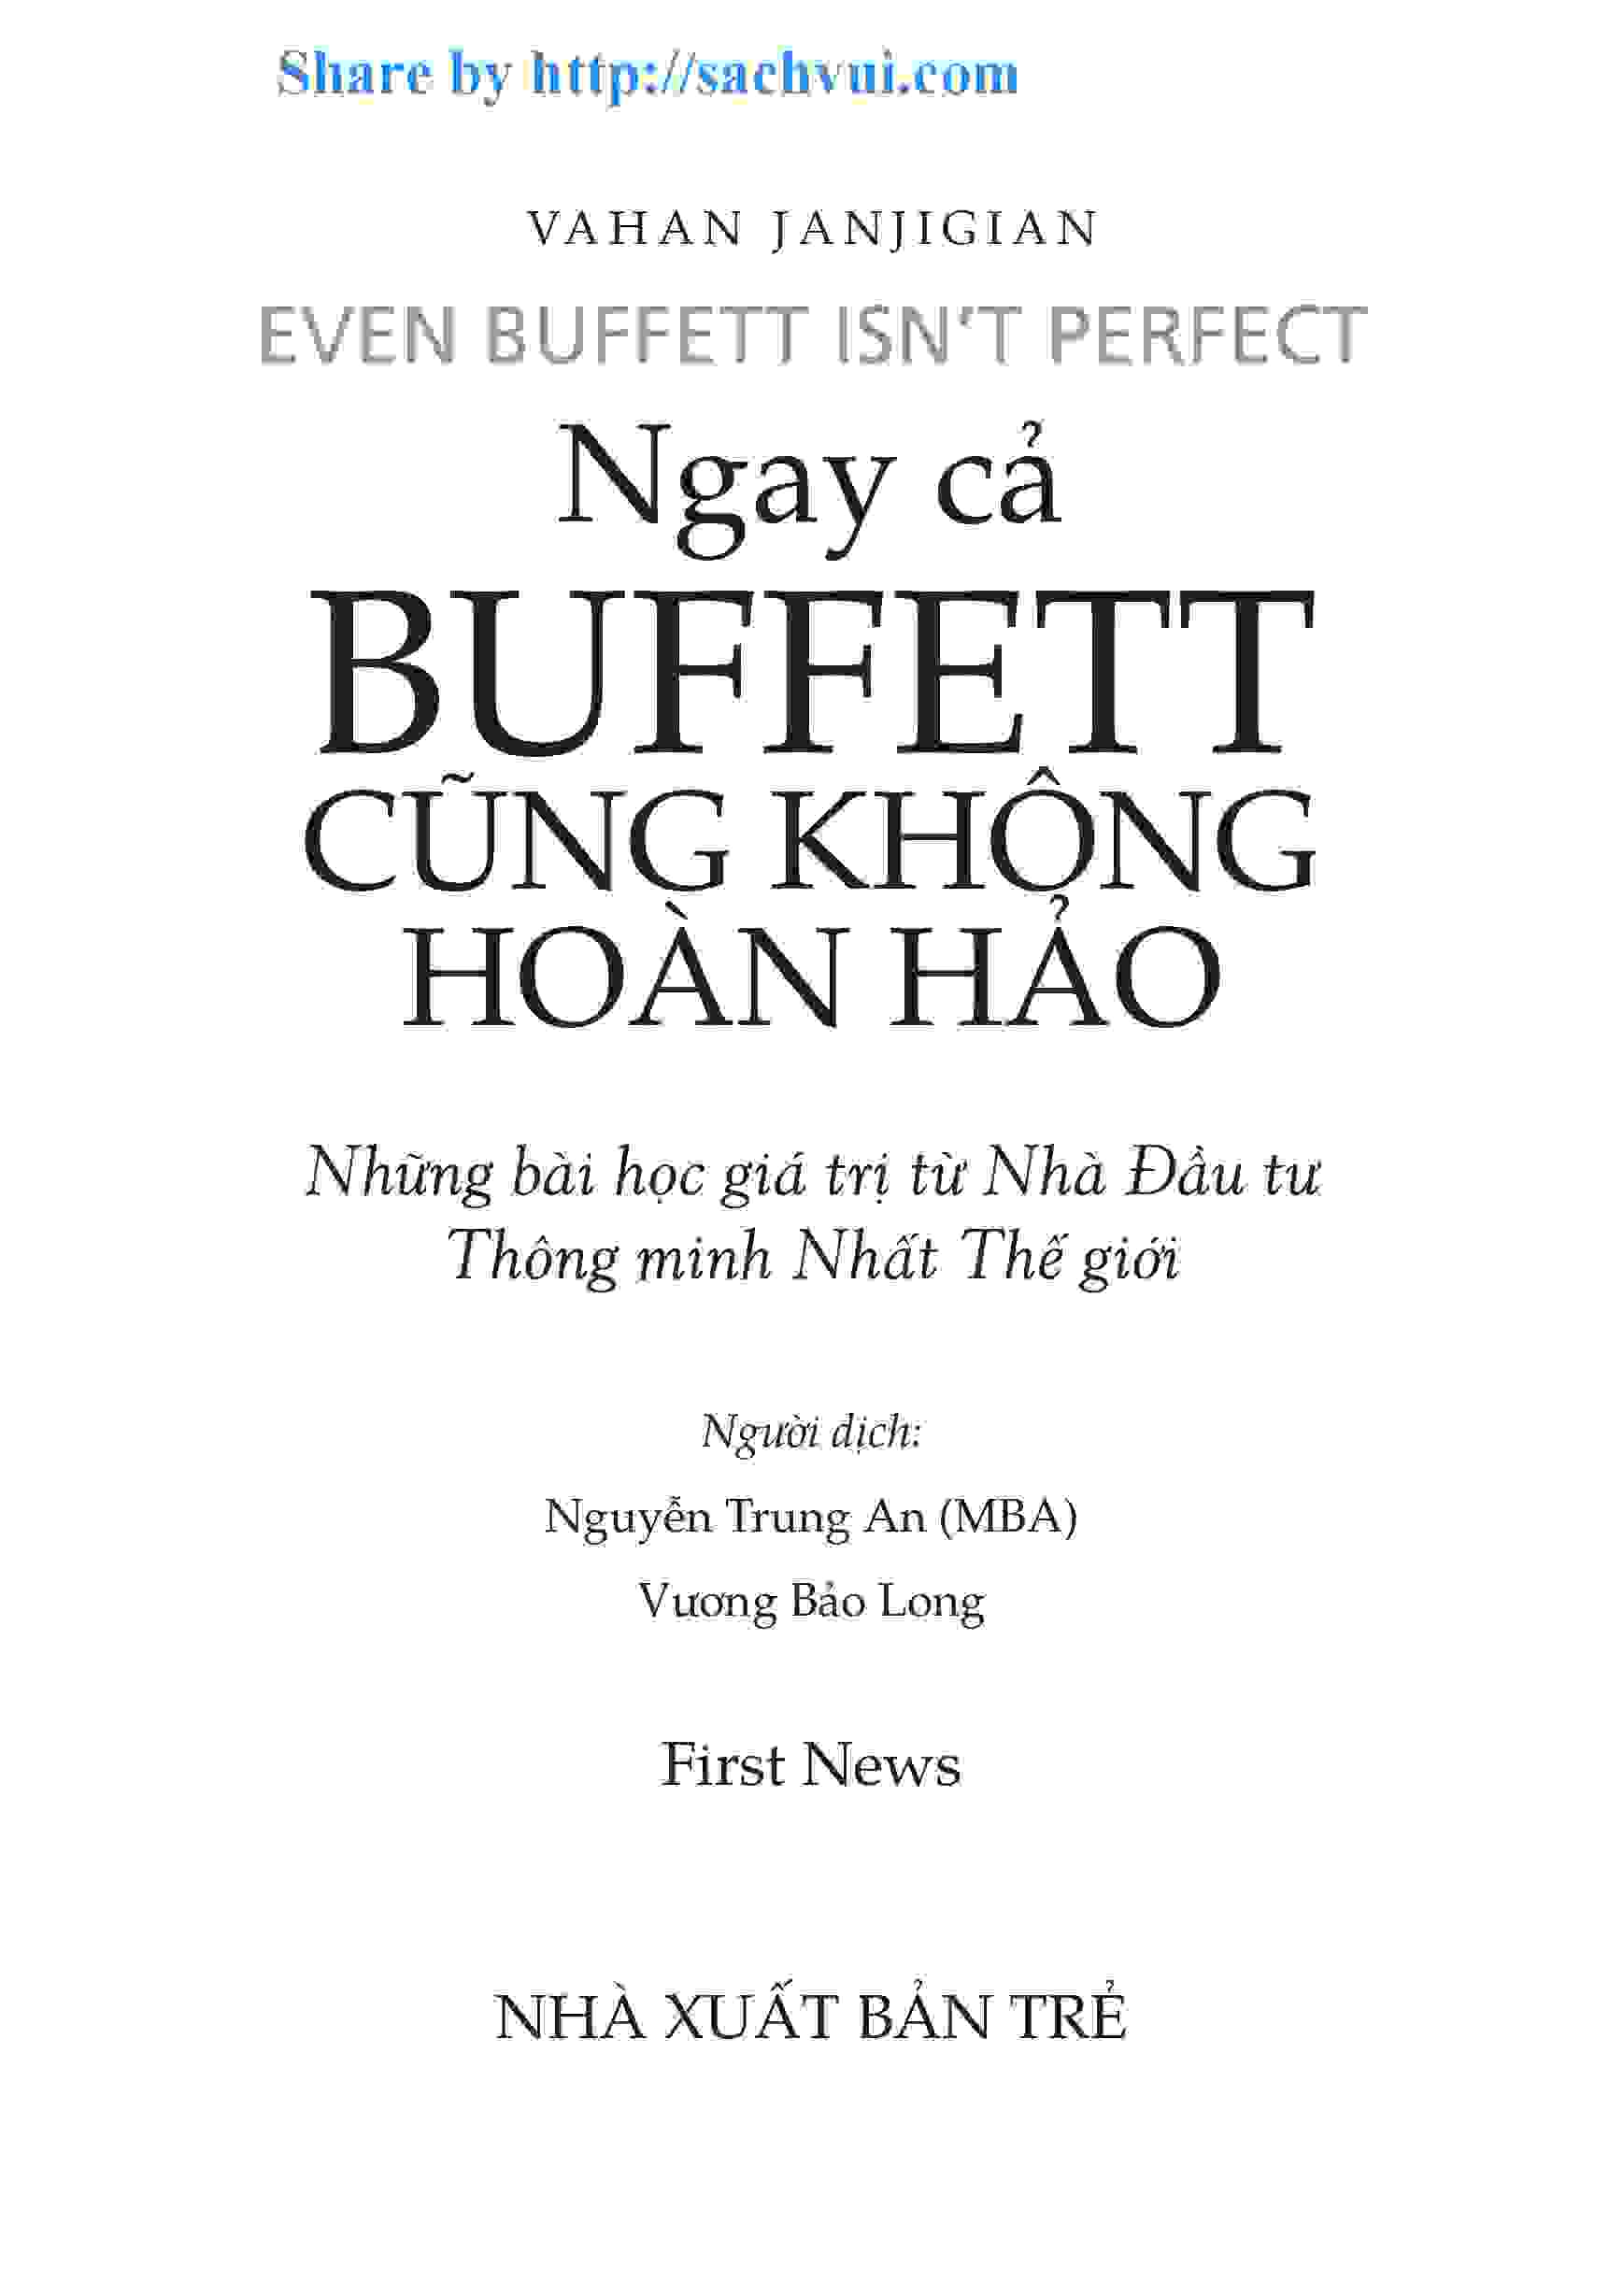 Share by http://sachvui.com
VAHAN JANJIGIAN
EVEN BUFFETT ISN'T PERFECT
Ngay cả
BUFFETT
CŨNG KHÔNG
HOÀN HẢO
Những bài học giá trị từ Nhà Đầu tư
Thông minh Nhất Thế giới
Người dịch:
Nguyễn Trung An (MBA)
Vương Bảo Long
First News
NHÀ XUẤT BẢN TRẺ